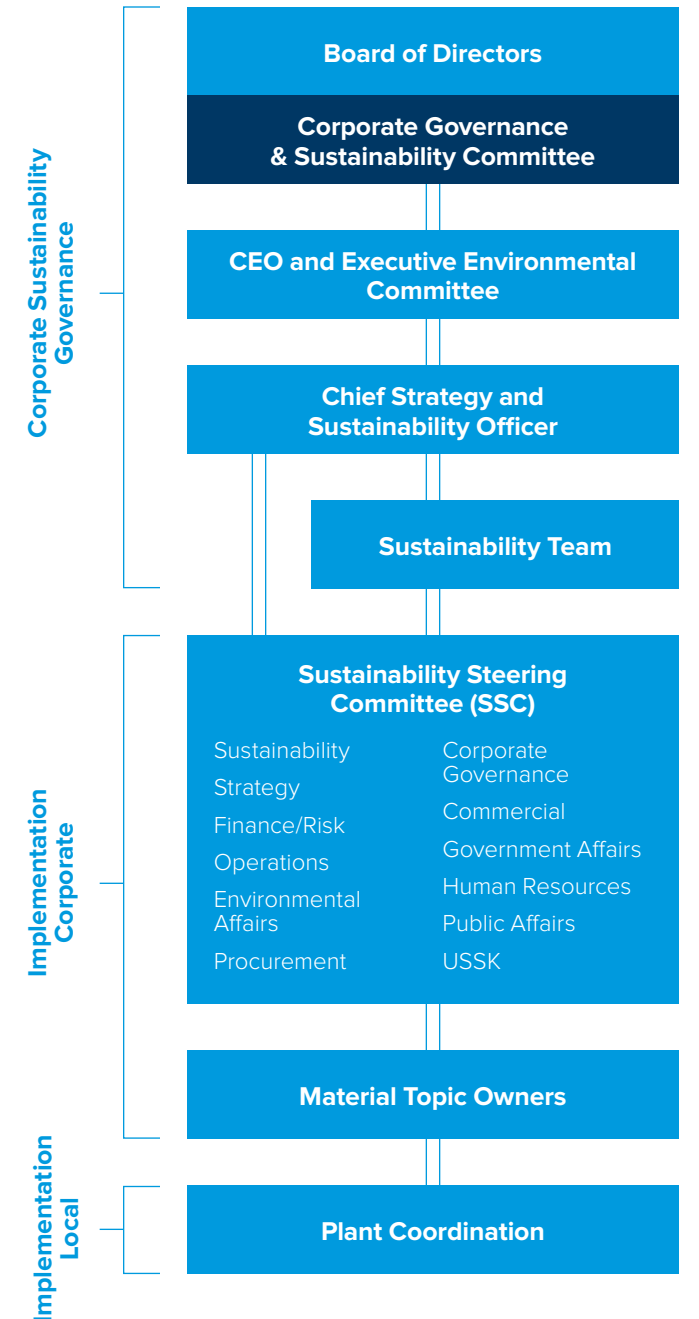 Corporate Sustainability
Governance
Board of Directors
Corporate Governance
& Sustainability Committee
CEO and Executive Environmental
Committee
Chief Strategy and
Sustainability Officer
Sustainability Team
Implementation
Corporate
Sustainability Steering
Committee (SSC)
Sustainability
Strategy
Finance/Risk
Operations
Environmental
Affairs
Procurement
Corporate
Governance
Commercial
Government Affairs
Human Resources
Public Affairs
USSK
Material Topic Owners
Implementation
Local
Plant Coordination